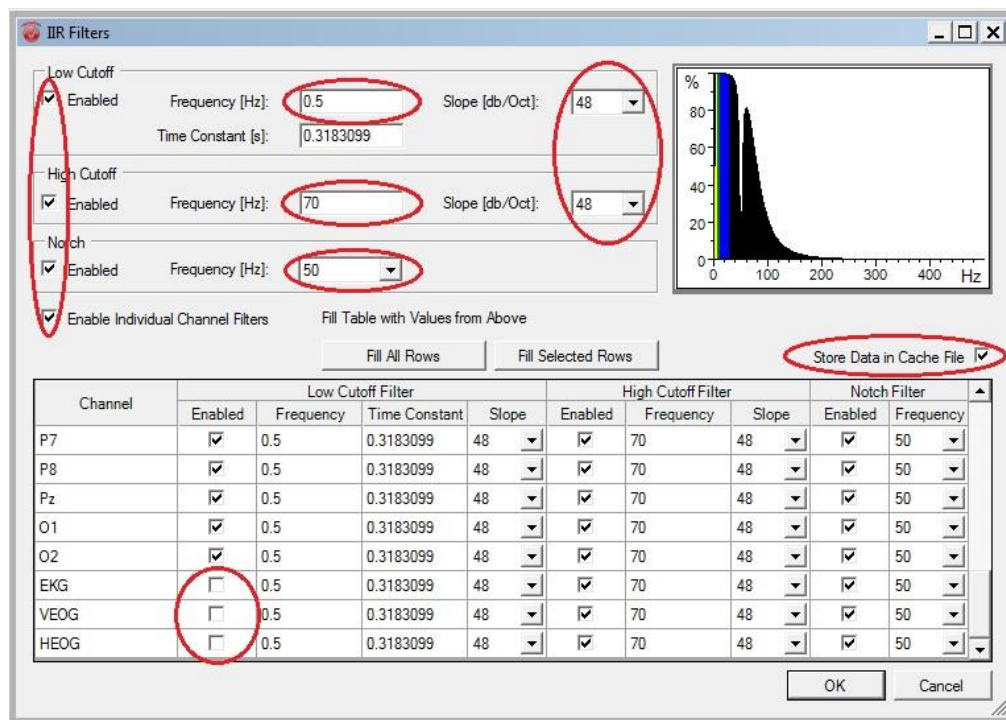 IIR Filters
Low Cutoff
Enabled Frequency [Hz]: 0.5 Slope [db/Oct]: 48
Time Constant [s]: 0.3183099
High Cutoff
Enabled Frequency [Hz]: 70 Slope [db/Oct]: 48
Notch
Enabled Frequency [Hz]: 50
%
80
60
40
20
0
0 100 200 300 400 Hz
Enable Individual Channel Filters Fill Table with Values from Above
Fill All Rows Fill Selected Rows Store Data in Cache File
Channel Low Cutoff Filter High Cutoff Filter Notch Filter
Enabled Frequency Time Constant Slope Enabled Frequency Slope Enabled Frequency
P7 0.5 0.3183099 48 70 48 50
P8 0.5 0.3183099 48 70 48 50
Pz 0.5 0.3183099 48 70 48 50
O1 0.5 0.3183099 48 70 48 50
O2 0.5 0.3183099 48 70 48 50
EKG 0.5 0.3183099 48 70 48 50
VEOG 0.5 0.3183099 48 70 48 50
HEOG 0.5 0.3183099 48 70 48 50
OK Cancel